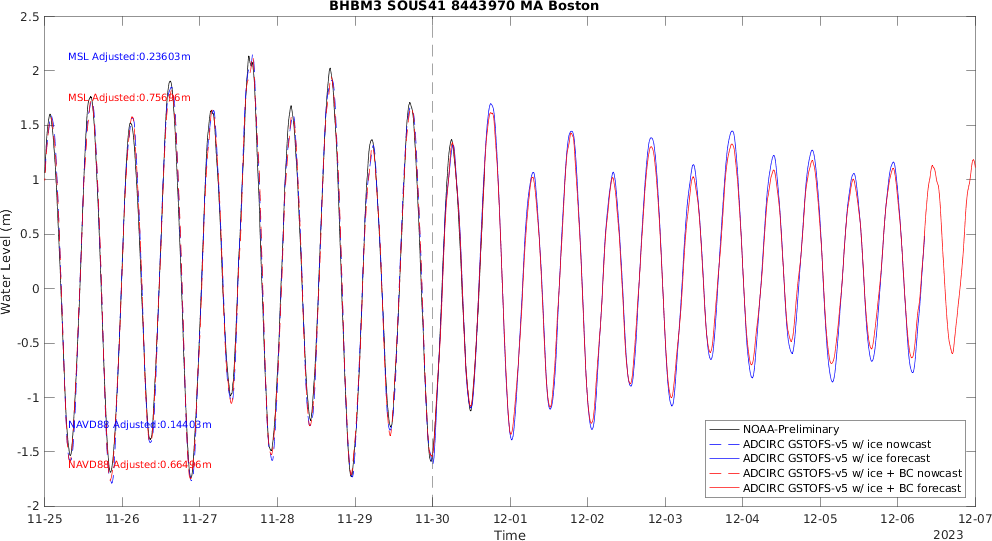 BHBM3 SOUS41 8443970 MA Boston
2.5
2
1.5
1
0.5
0
-0.5
-1
-1.5
-2
Water Level (m)
MSL Adjusted:0.23603m
MSL Adjusted:0.75696m
NAVD88 Adjusted:0.14403m
NAVD88 Adjusted:0.66496m
NOAA-Preliminary
ADCIRC GSTOFS-v5 w/ ice nowcast
ADCIRC GSTOFS-v5 w/ ice forecast
ADCIRC GSTOFS-v5 w/ ice + BC nowcast
ADCIRC GSTOFS-v5 w/ ice + BC forecast
11-25 11-26 11-27 11-28 11-29 11-30 12-01 12-02 12-03 12-04 12-05 12-06 12-07
Time
2023